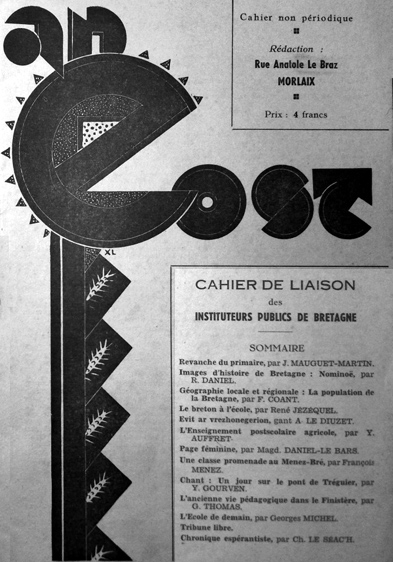 an
eost
XL
Cahier non périodique
Rédaction :
Rue Anatole Le Braz
MORLAIX
Prix : 4 francs
CAHIER DE LIAISON
des
INSTITUTEURS PUBLICS DE BRETAGNE
SOMMAIRE
Revanche du primaire, par J. MAUGUET-MARTIN.
Images d'histoire de Bretagne : Nominoé, par
R. DANIEL.
Géographie locale et régionale : La population de
la Bretagne, par F. COANT.
Le breton à l'école, par René JÉZÉQUEL.
Evit ar vrezhonegerion, gant A. LE DIUZET.
L'Enseignement postscolaire agricole, par Y.
AUFFRET.
Page féminine, par Magd. DANIEL-LE BARS.
Une classe promenade au Menez-Bré, par François
MENEZ.
Chant : Un jour sur le pont de Tréguier, par
Y. GOURVEN.
L'ancienne vie pédagogique dans le Finistère, par
G. THOMAS.
L'Ecole de demain, par Georges MICHEL.
Tribune libre.
Chronique espérantiste, par Ch. LE SEAC'H.